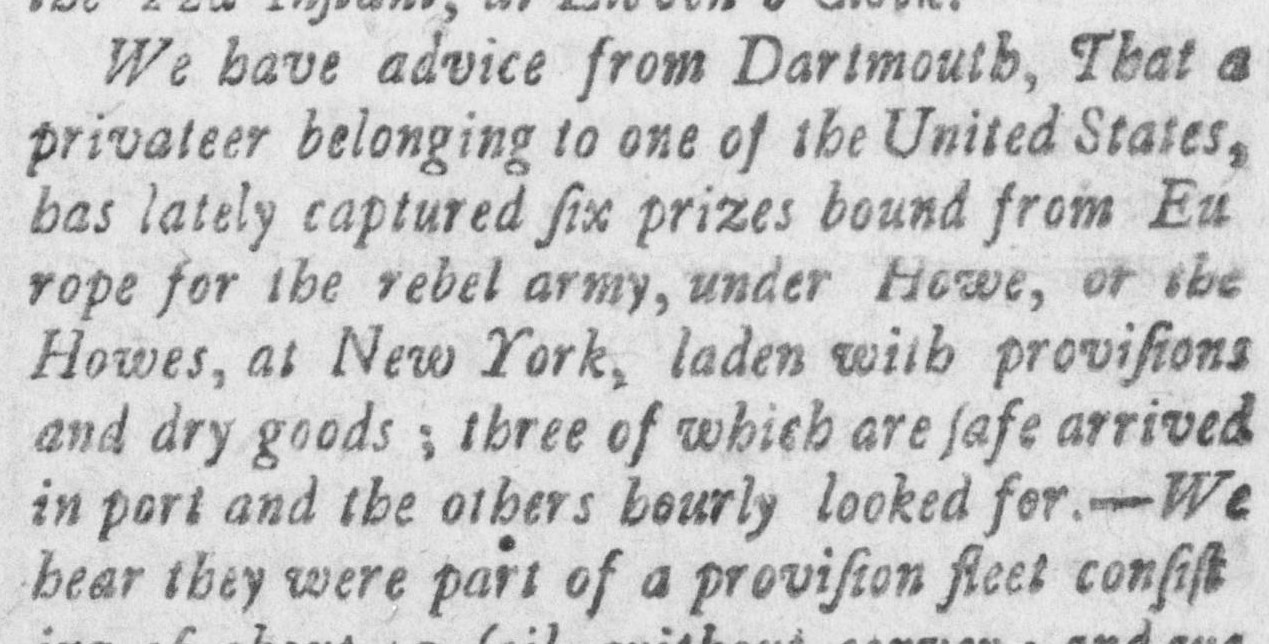 We have advice from Dartmouth, That a
privateer belonging to one of the United States,
has lately captured ſix prizes bound from Eu
rope for the rebel army, under Howe, or the
Howes, at New York, laden with proviſions
and dry goods ; three of which are ſafe arrived
in port and the others hourly looked for.—We
hear they were part of a proviſion fleet conſiſt